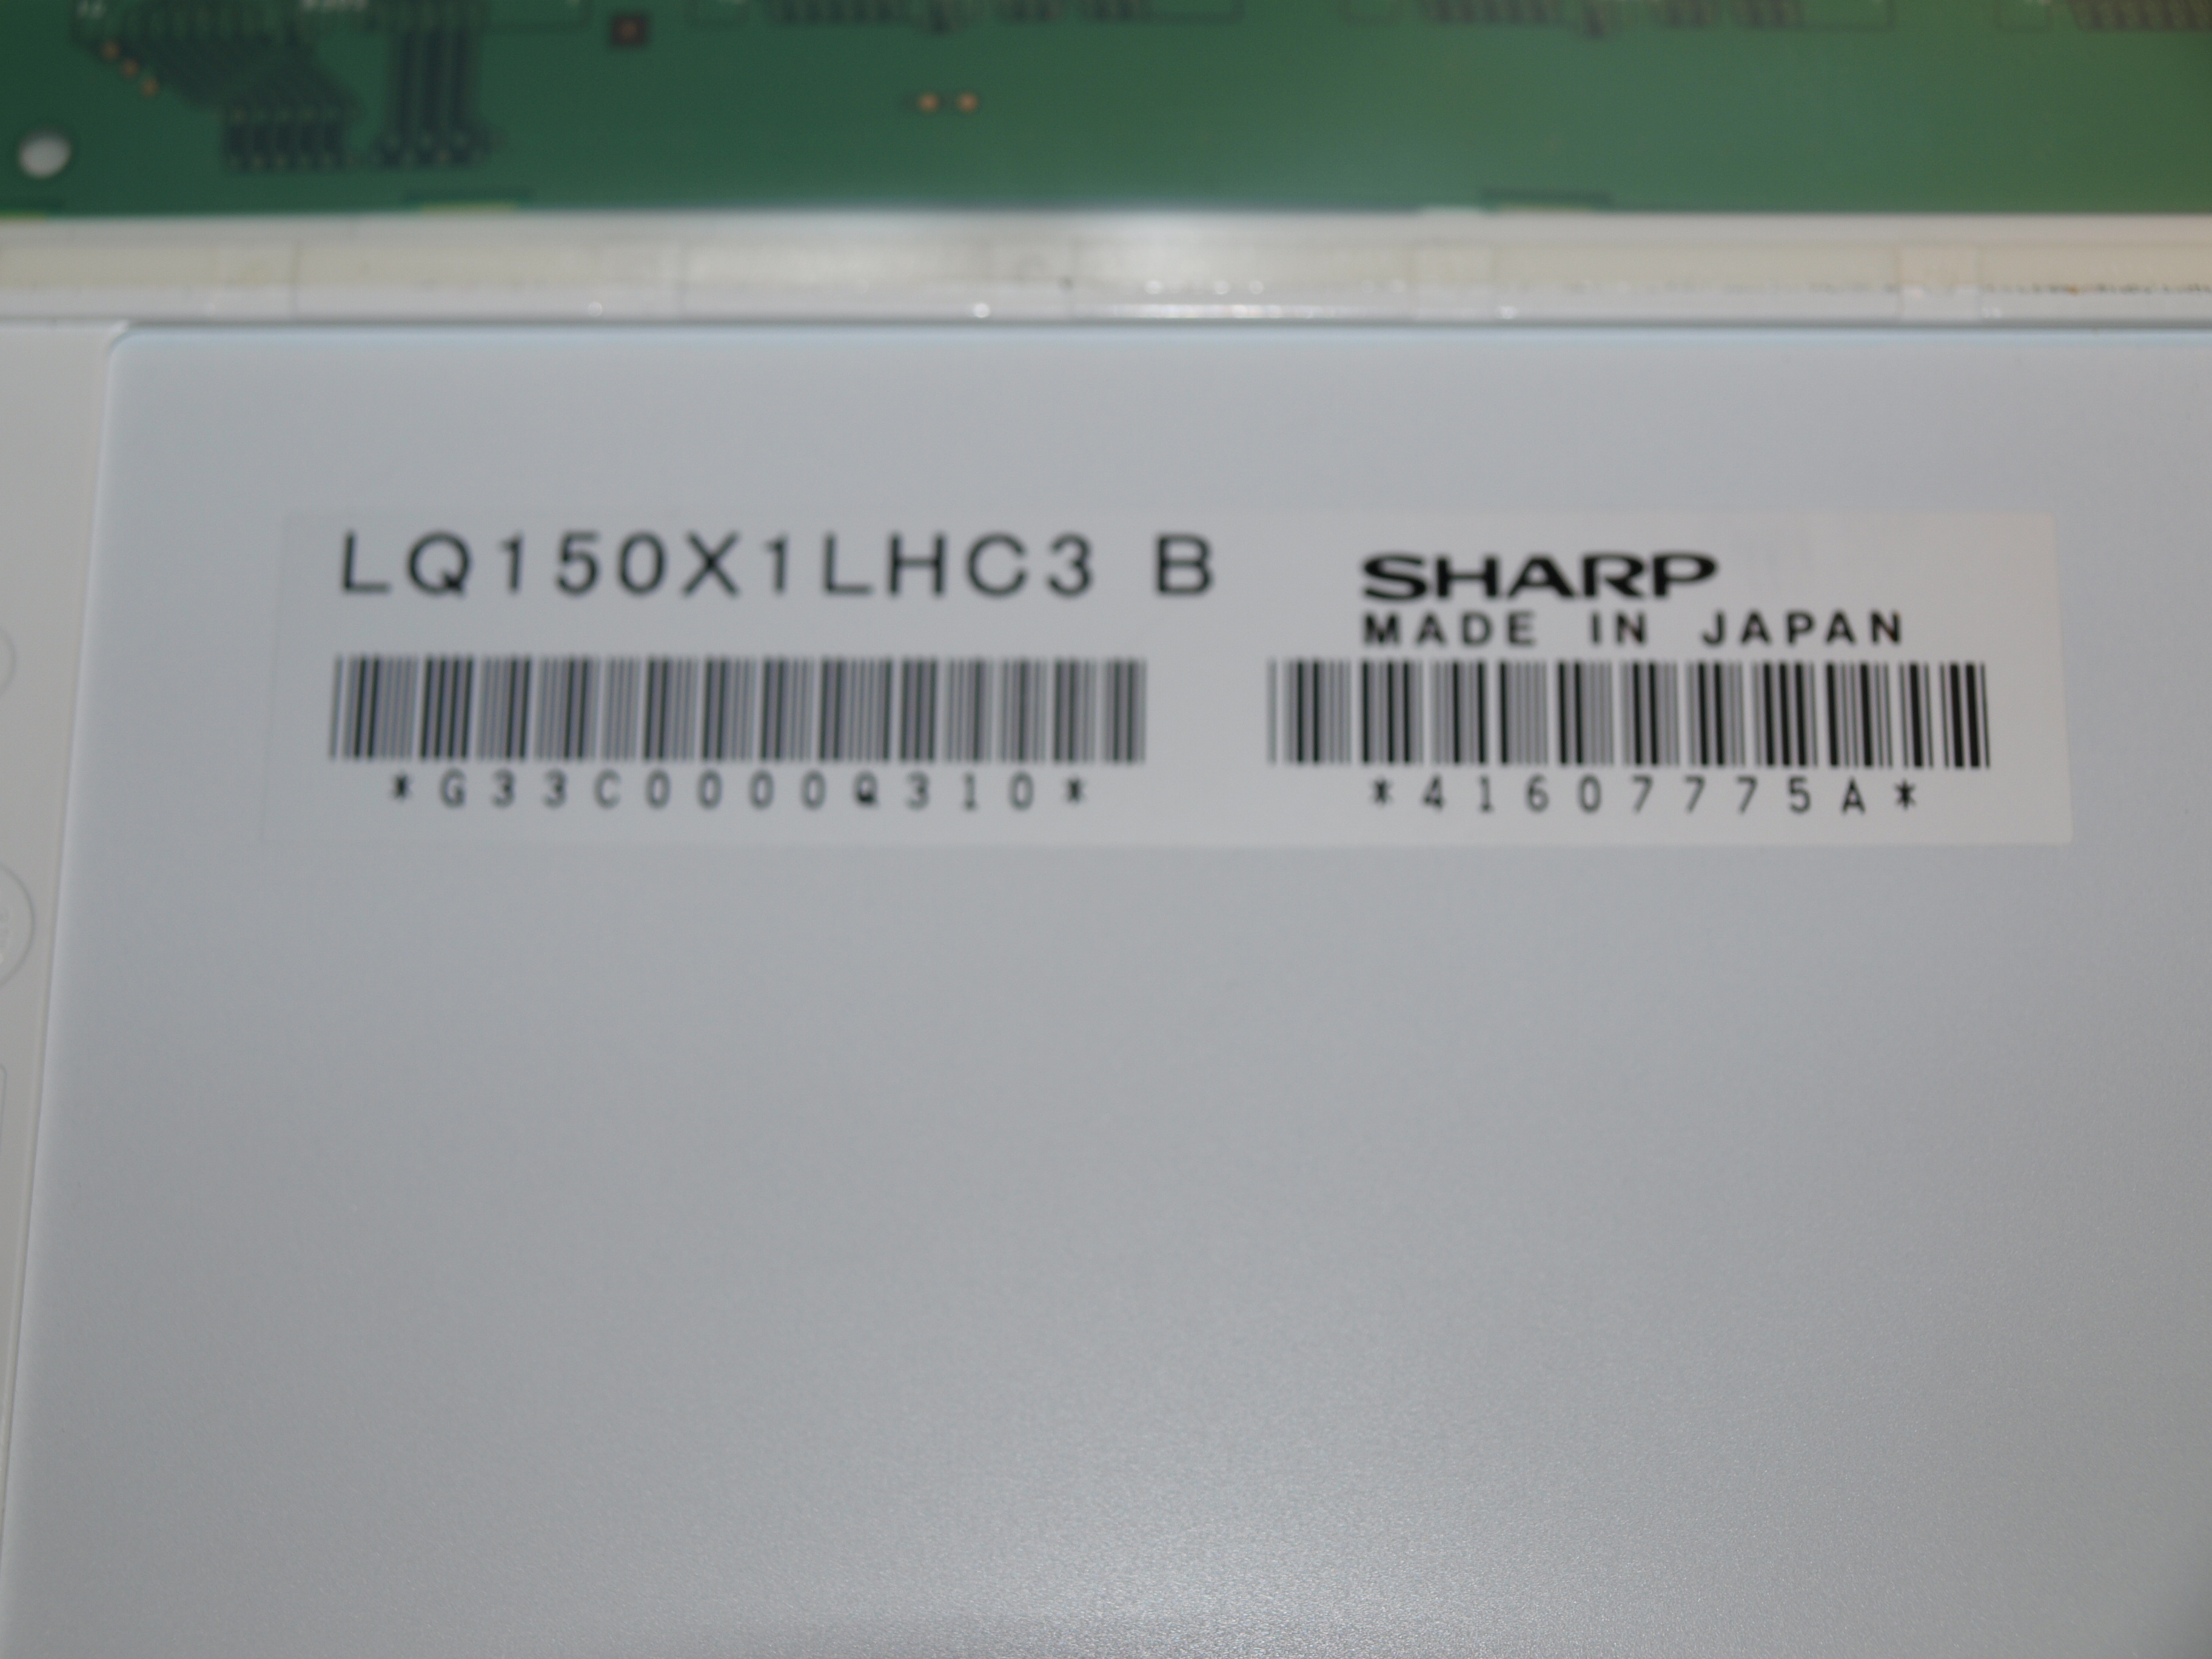 LQ150X1LHC3 B
SHARP
MADE IN JAPAN
*G33C0000Q310*
*41607775A*